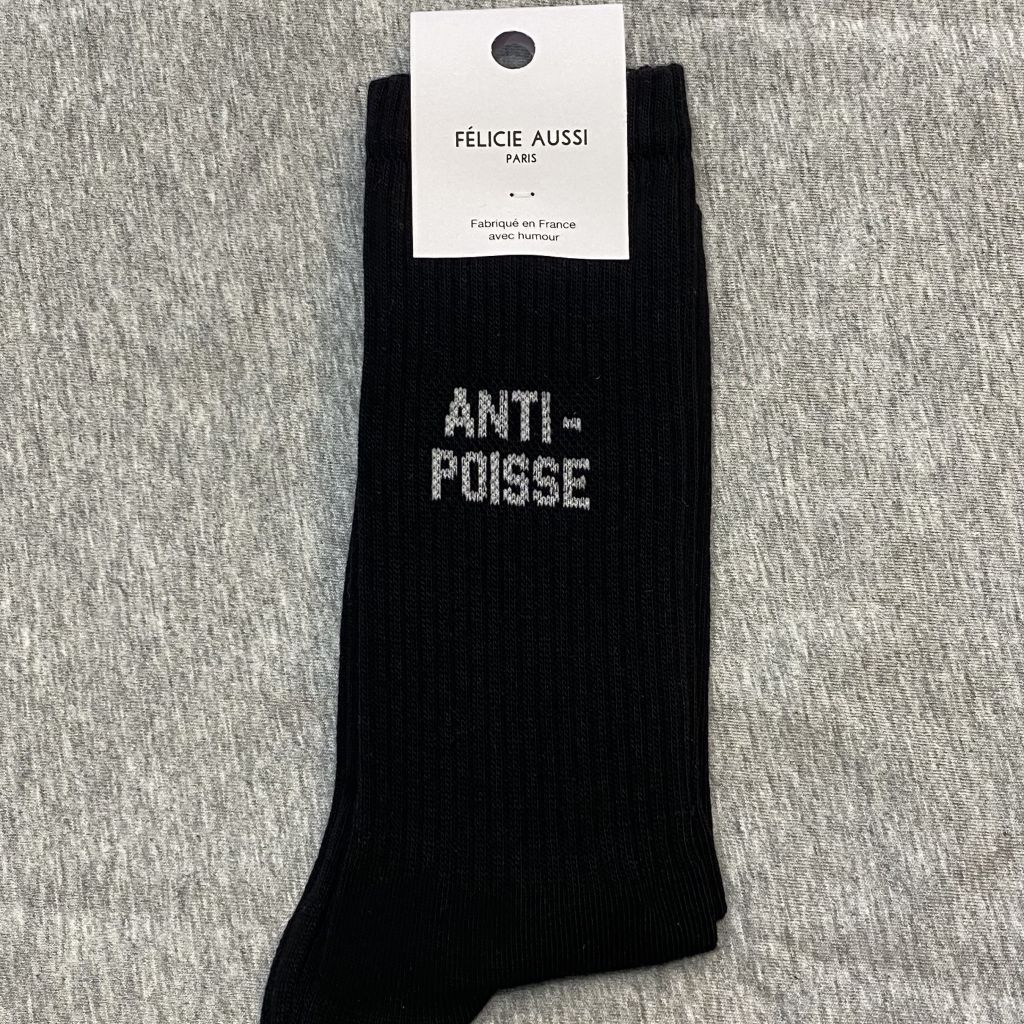 FÉLICIE AUSSI
PARIS
Fabriqué en France
avec humour
ANTI-
POISSE